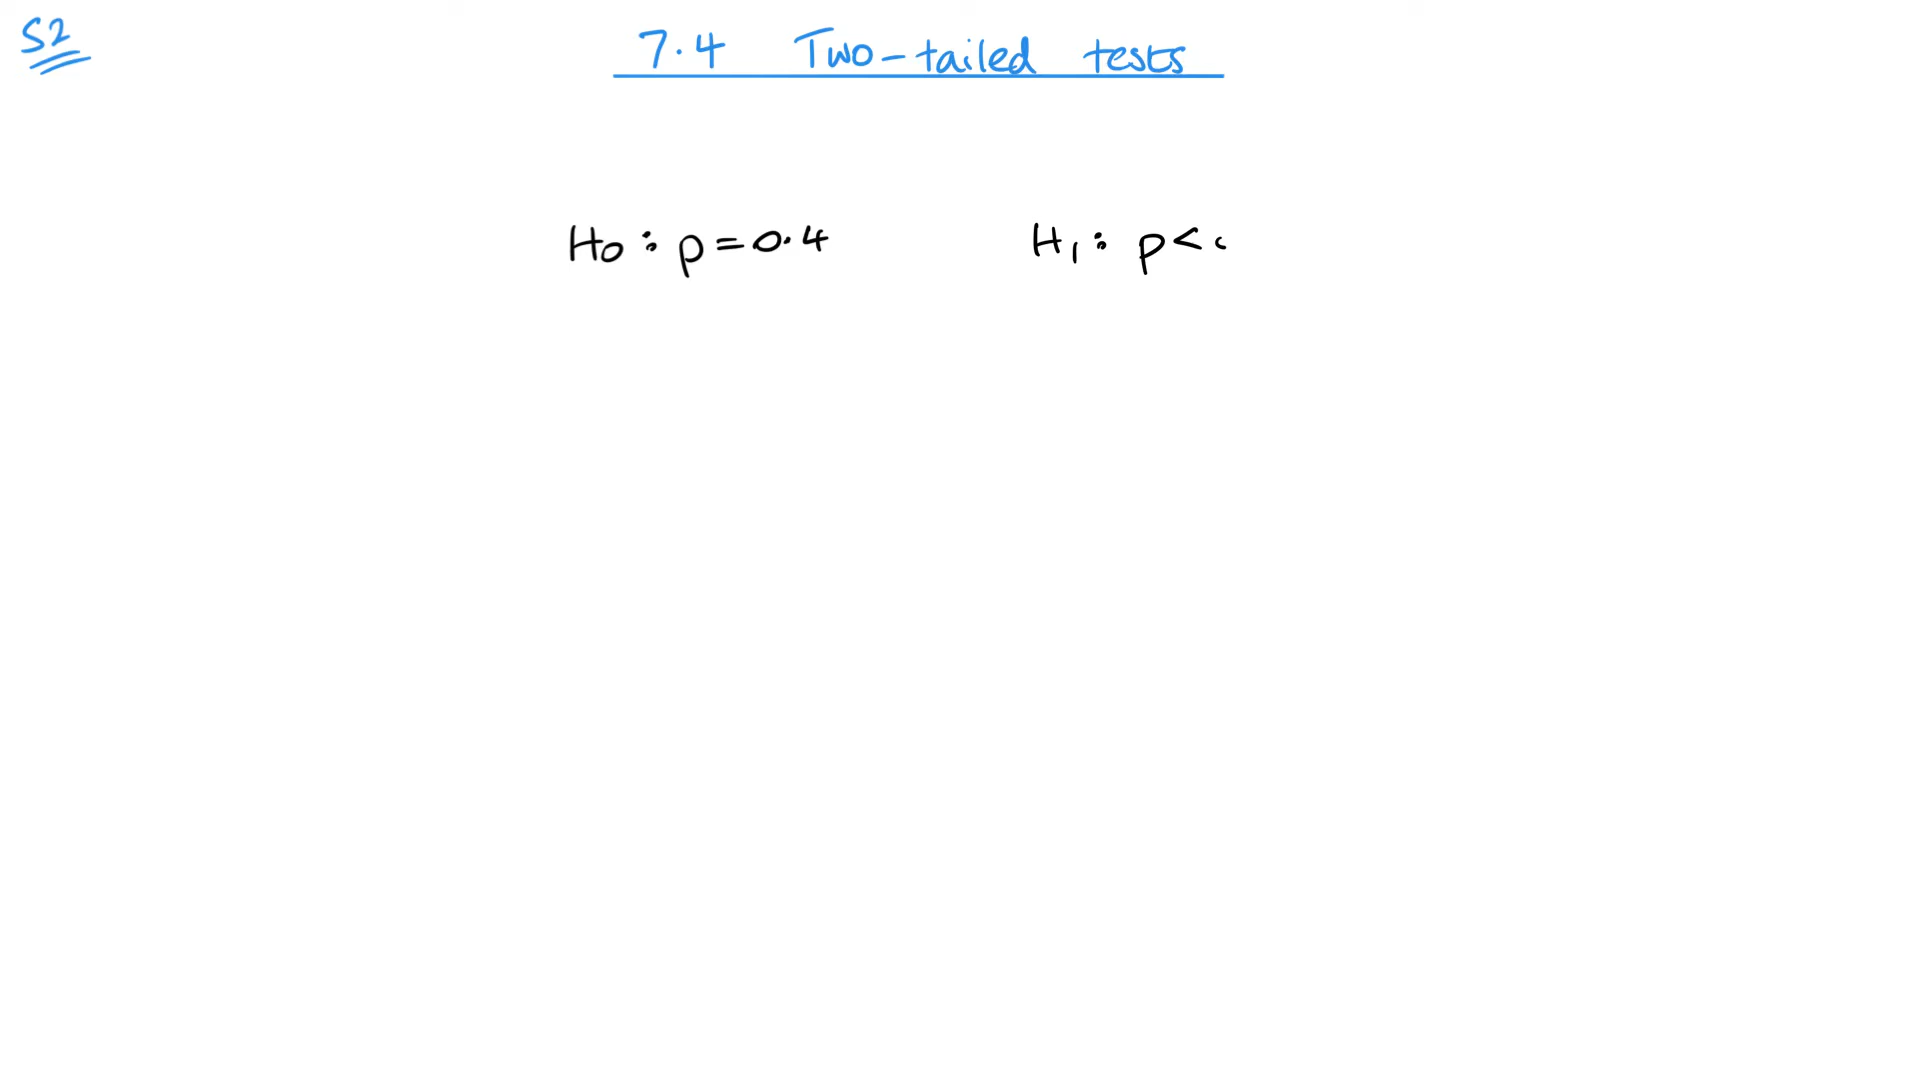 S2
7.4 Two-tailed tests
H₀ : p = 0.4 H₁ : p <